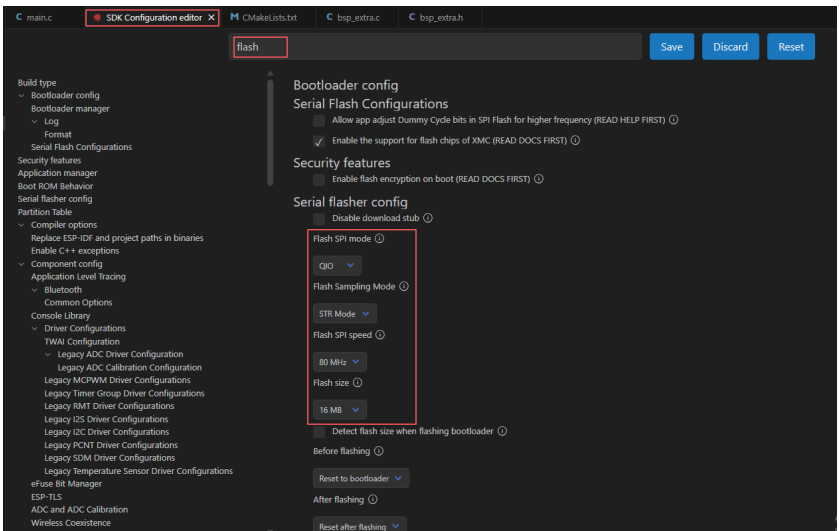 C main.c
SDK Configuration editor X
M CMakeLists.txt
C bsp_extra.c
C bsp_extra.h
flash
Save
Discard
Reset
Build type
Bootloader config
Bootloader manager
Log
Format
Serial Flash Configurations
Security features
Application manager
Boot ROM Behavior
Serial flasher config
Partition Table
Compiler options
Replace ESP-IDF and project paths in binaries
Enable C++ exceptions
Component config
Application Level Tracing
Bluetooth
Common Options
Console Library
Driver Configurations
TWAI Configuration
Legacy ADC Driver Configuration
Legacy ADC Calibration Configuration
Legacy MCPWM Driver Configurations
Legacy Timer Group Driver Configurations
Legacy RMT Driver Configurations
Legacy I2S Driver Configurations
Legacy I2C Driver Configurations
Legacy PCNT Driver Configurations
Legacy SDM Driver Configurations
Legacy Temperature Sensor Driver Configurations
eFuse Bit Manager
ESP-TLS
ADC and ADC Calibration
Wireless Coexistence
Bootloader config
Serial Flash Configurations
Allow app adjust Dummy Cycle bits in SPI Flash for higher frequency (READ HELP FIRST)
Enable the support for flash chips of XMC (READ DOCS FIRST)
Security features
Enable flash encryption on boot (READ DOCS FIRST)
Serial flasher config
Disable download stub
Flash SPI mode
QIO
Flash Sampling Mode
STR Mode
Flash SPI speed
80 MHz
Flash size
16 MB
Detect flash size when flashing bootloader
Before flashing
Reset to bootloader
After flashing
Reset after flashing